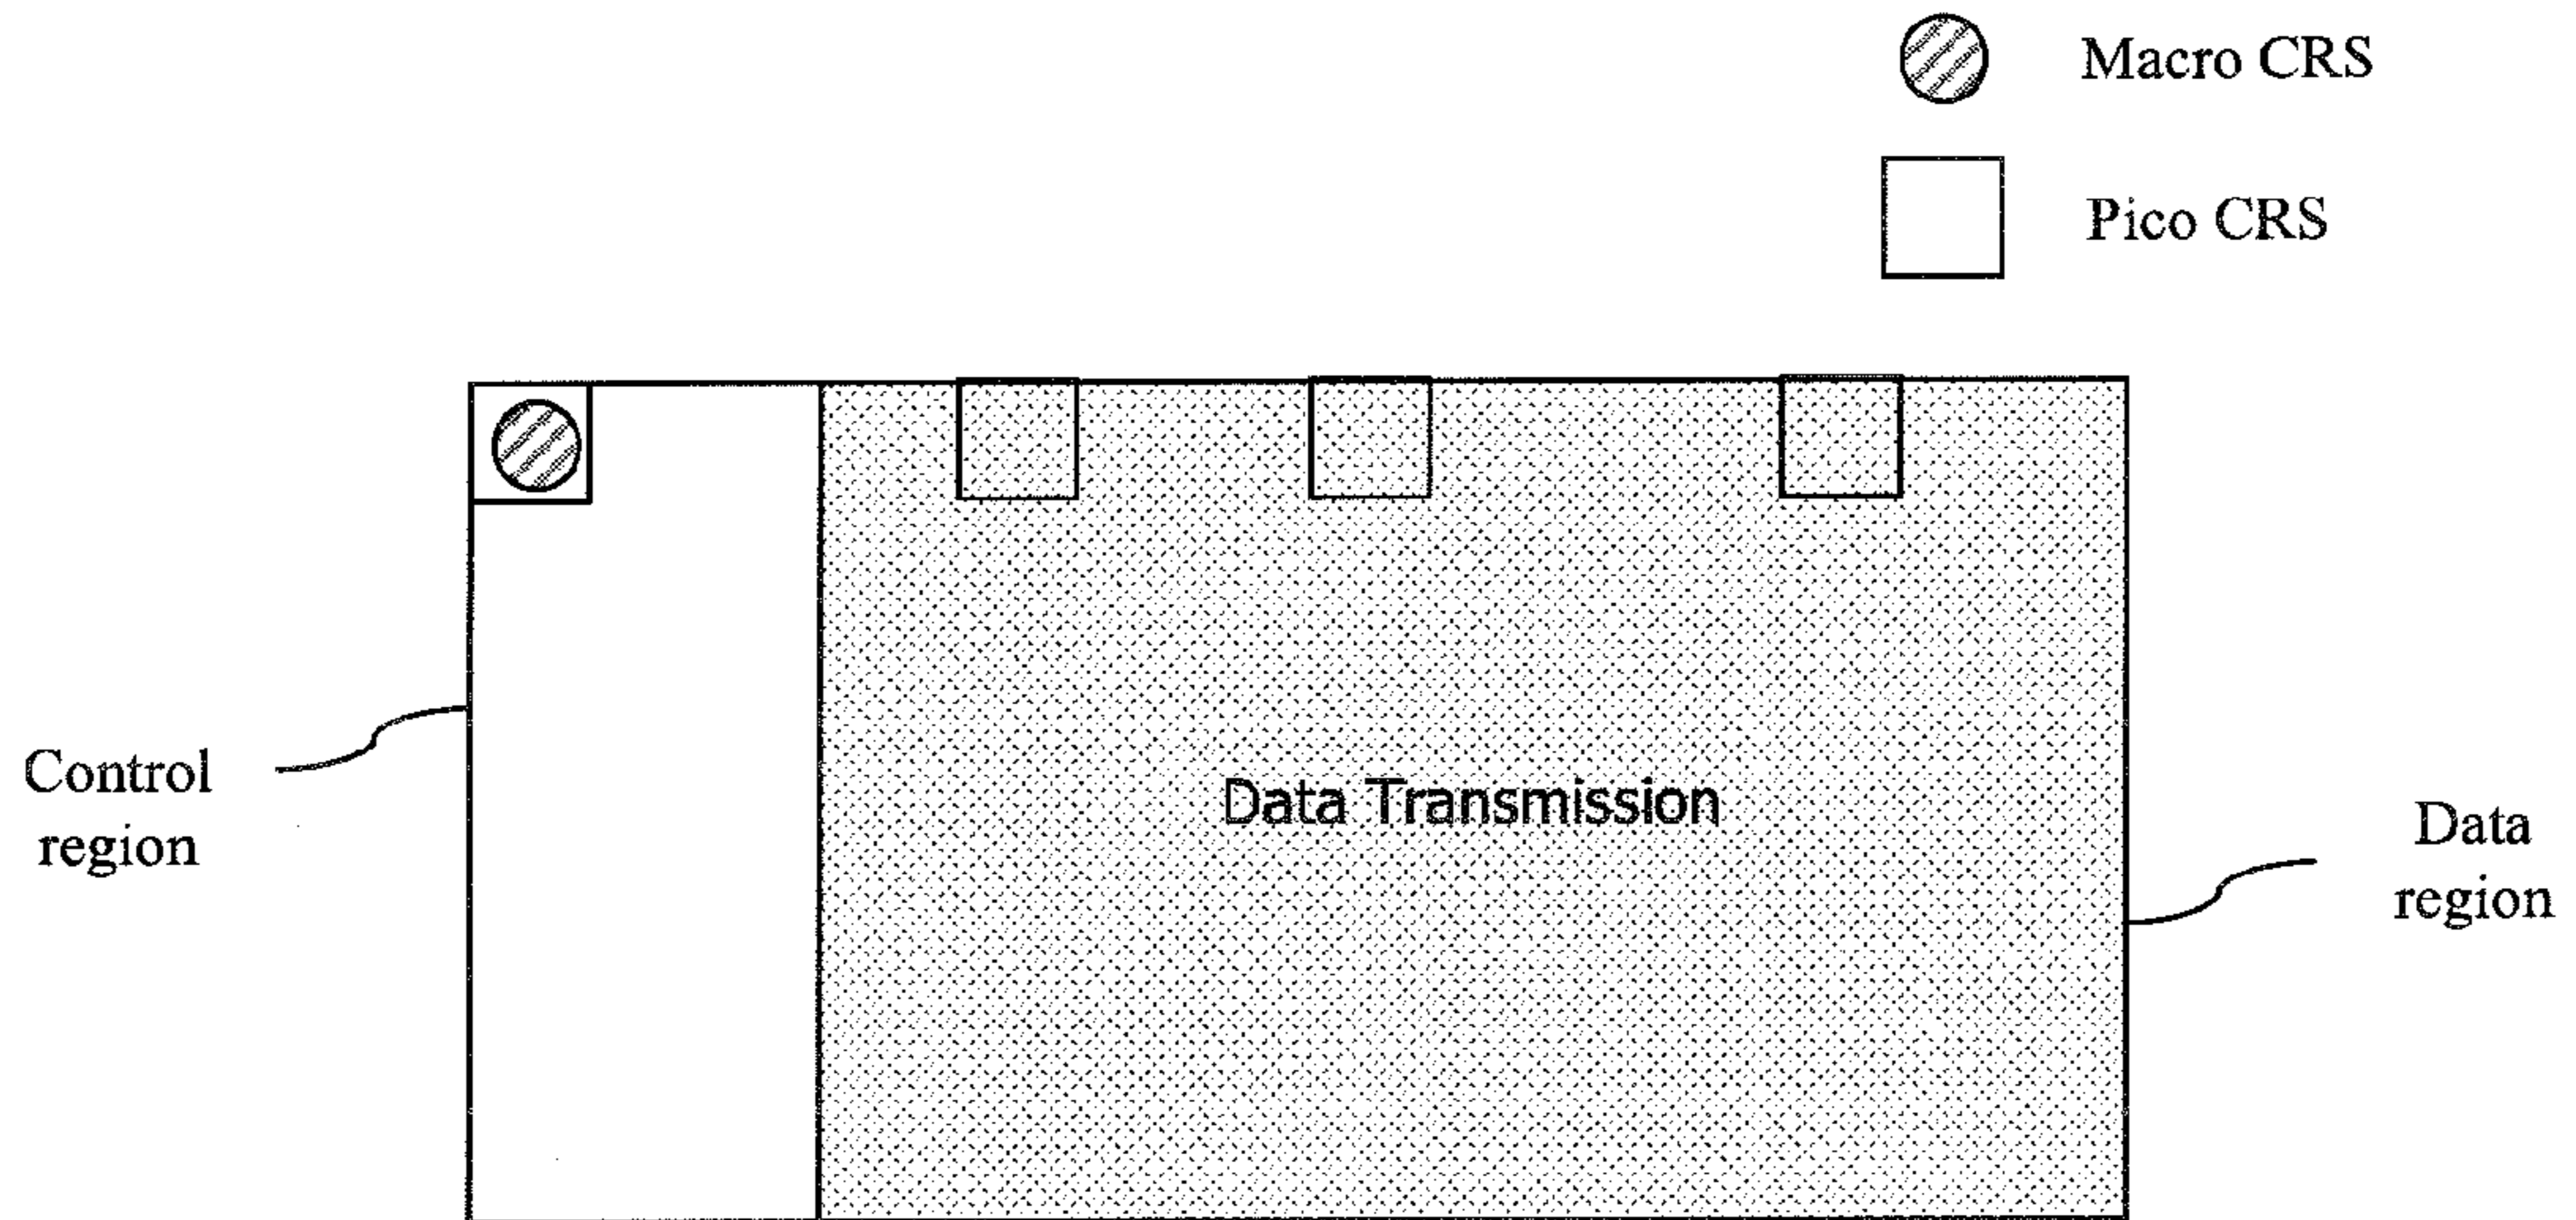 Macro CRS
Pico CRS
Control
region
Data Transmission
Data
region